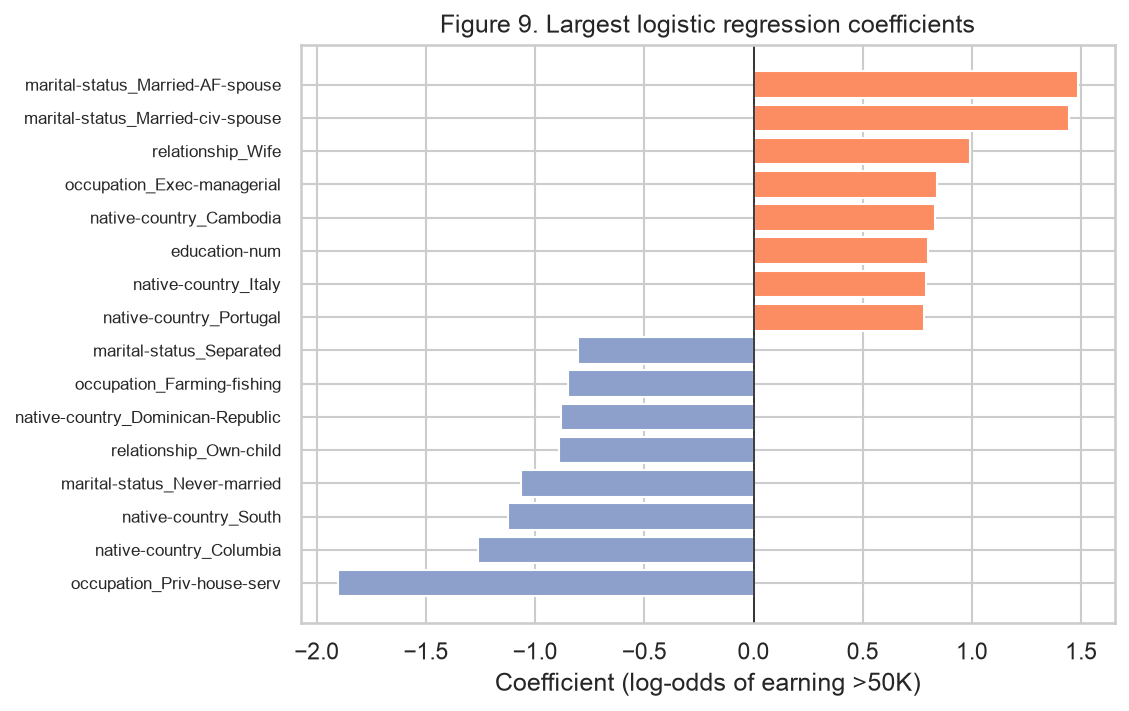 Figure 9. Largest logistic regression coefficients
marital-status_Married-AF-spouse
marital-status_Married-civ-spouse
relationship_Wife
occupation_Exec-managerial
native-country_Cambodia
education-num
native-country_Italy
native-country_Portugal
marital-status_Separated
occupation_Farming-fishing
native-country_Dominican-Republic
relationship_Own-child
marital-status_Never-married
native-country_South
native-country_Columbia
occupation_Priv-house-serv
−2.0 −1.5 −1.0 −0.5 0.0 0.5 1.0 1.5
Coefficient (log-odds of earning >50K)